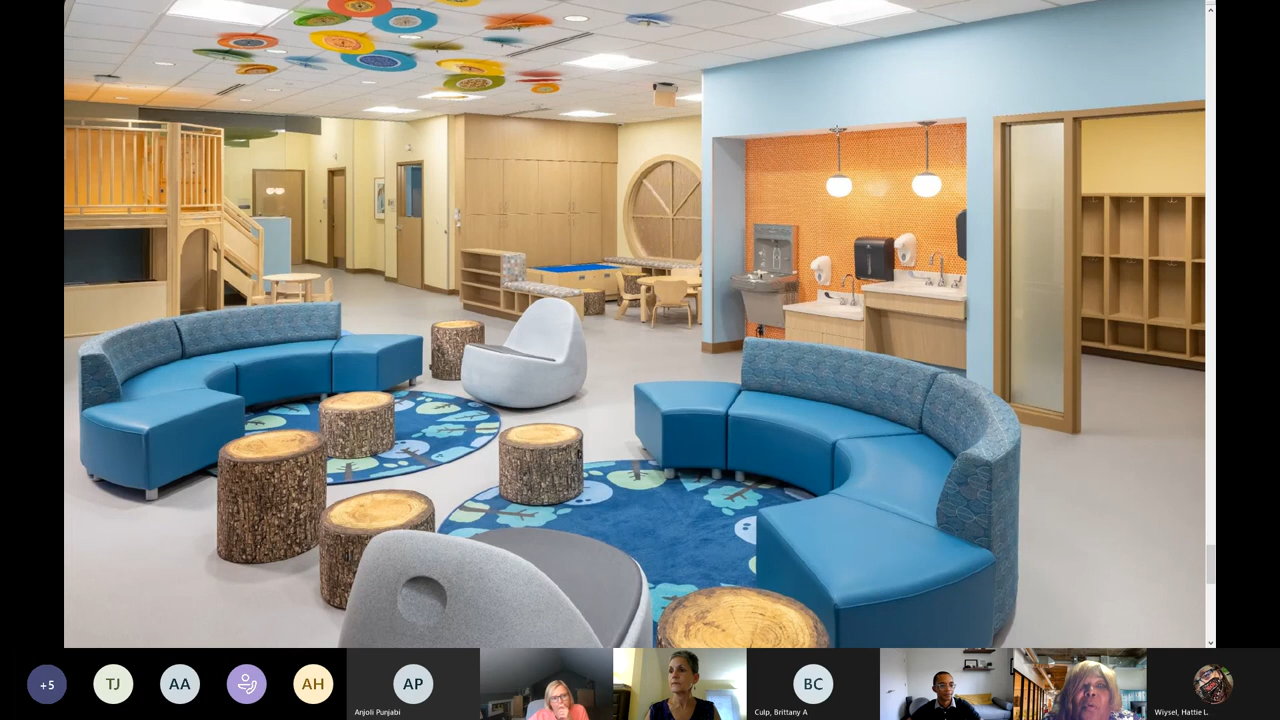 +5
TJ
AA
AH
AP
Anjoli Punjabi
BC
Culp, Brittany A
Wiysel, Hattie L.